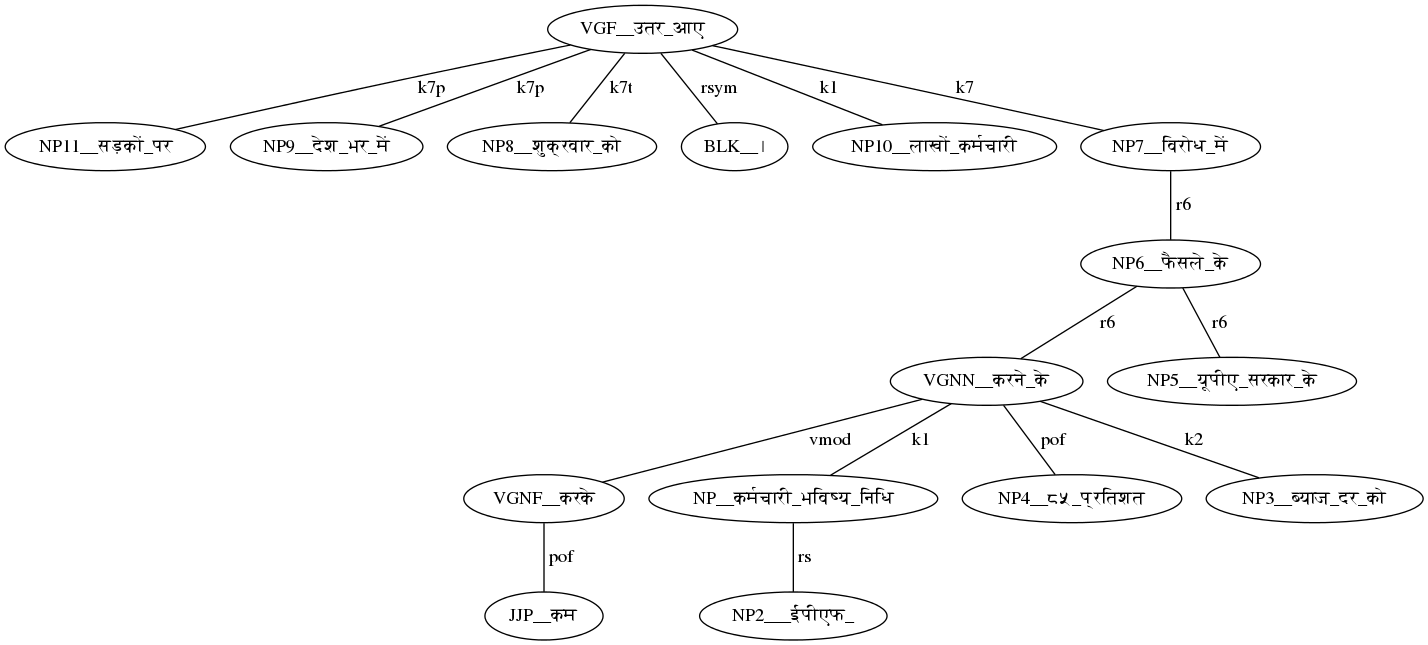 VGF__उतर_आए
k7p k7p k7t rsym k1 k7
NP11__सड़कों_पर NP9__देश_भर_में NP8__शुक्रवार_को BLK__। NP10__लाखों_कर्मचारी NP7__विरोध_में
r6
NP6__फैसले_के
r6 r6
VGNN__करने_के NP5__यूपीए_सरकार_के
vmod k1 pof k2
VGNF__करके NP__कर्मचारी_भविष्य_निधि NP4__८५_प्रतिशत NP3__ब्याज_दर_को
pof rs
JJP__कम NP2___ईपीएफ_